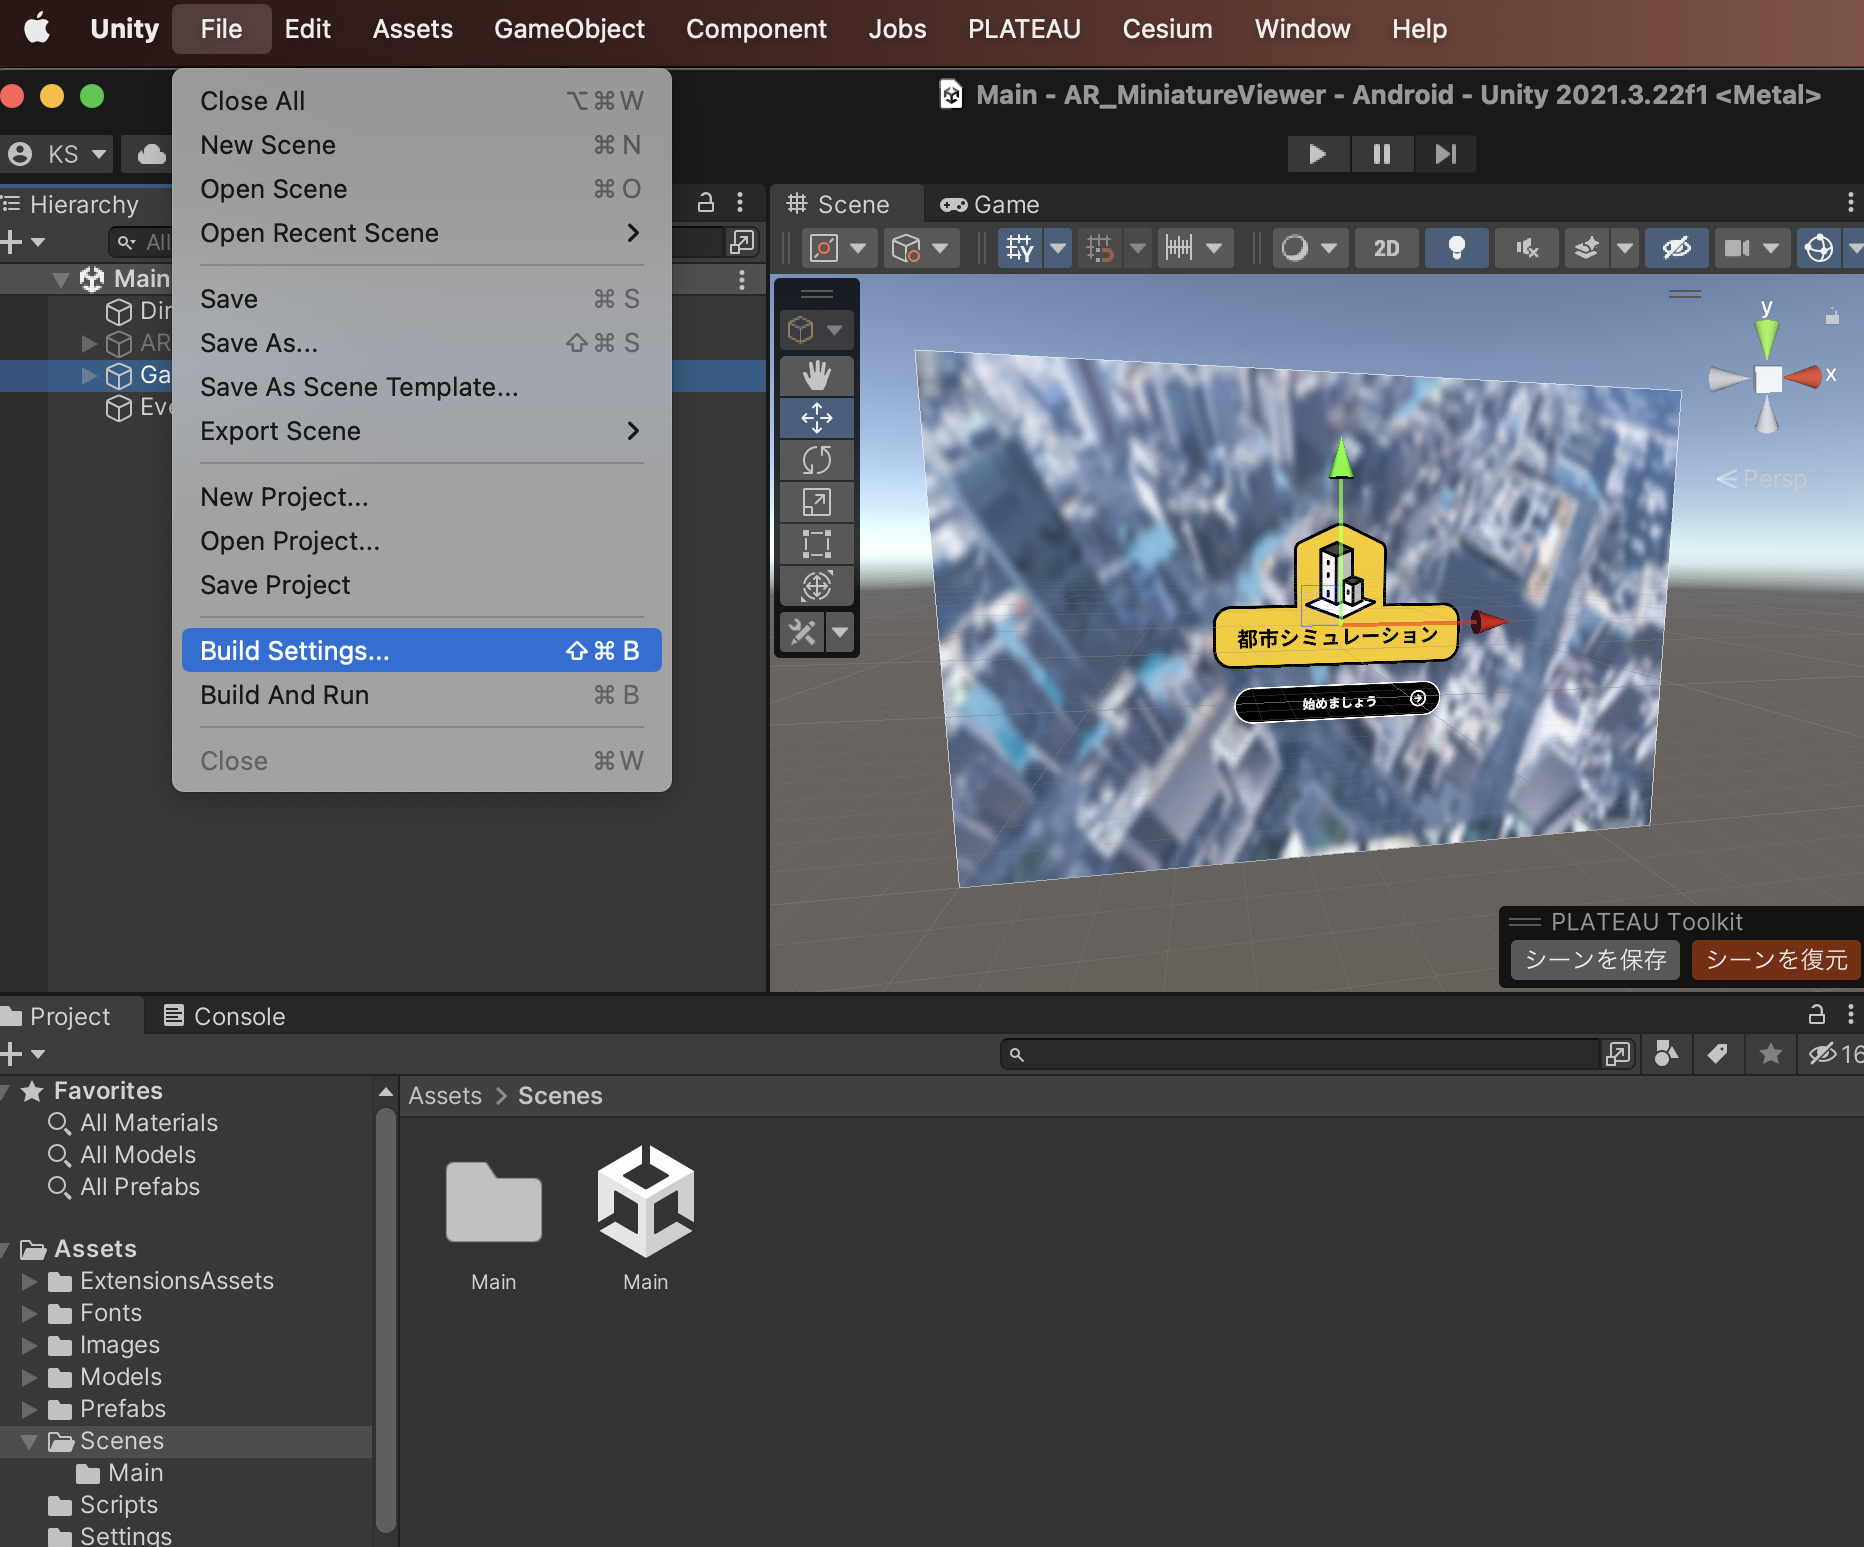 Unity File Edit Assets GameObject Component Jobs PLATEAU Cesium Window Help
Main - AR_MiniatureViewer - Android - Unity 2021.3.22f1 <Metal>
KS
Close All ⌥⌘W
New Scene ⌘N
Open Scene ⌘O
Open Recent Scene
Save ⌘S
Save As... ⇧⌘S
Save As Scene Template...
Export Scene
New Project...
Open Project...
Save Project
Build Settings... ⇧⌘B
Build And Run ⌘B
Close ⌘W
Hierarchy
All
Main
Dir
AR
Ga
Eve
Scene Game
2D
y
x
Persp
都市シミュレーション
始めましょう
PLATEAU Toolkit
シーンを保存 シーンを復元
Project Console
16
Favorites
All Materials
All Models
All Prefabs
Assets
ExtensionsAssets
Fonts
Images
Models
Prefabs
Scenes
Main
Scripts
Settings
Assets > Scenes
Main Main